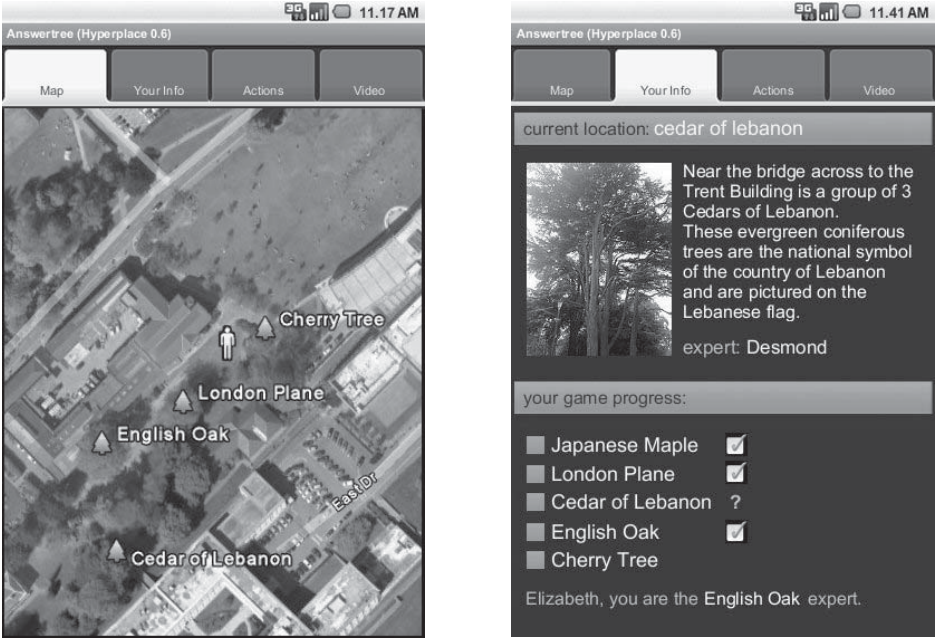 3G 11.17 AM
Answertree (Hyperplace 0.6)
Map Your Info Actions Video
Cherry Tree
London Plane
English Oak
East Dr
Cedar of Lebanon
3G 11.41 AM
Answertree (Hyperplace 0.6)
Map Your Info Actions Video
current location: cedar of lebanon
Near the bridge across to the
Trent Building is a group of 3
Cedars of Lebanon.
These evergreen coniferous
trees are the national symbol
of the country of Lebanon
and are pictured on the
Lebanese flag.
expert: Desmond
your game progress:
Japanese Maple
London Plane
Cedar of Lebanon ?
English Oak
Cherry Tree
Elizabeth, you are the English Oak expert.